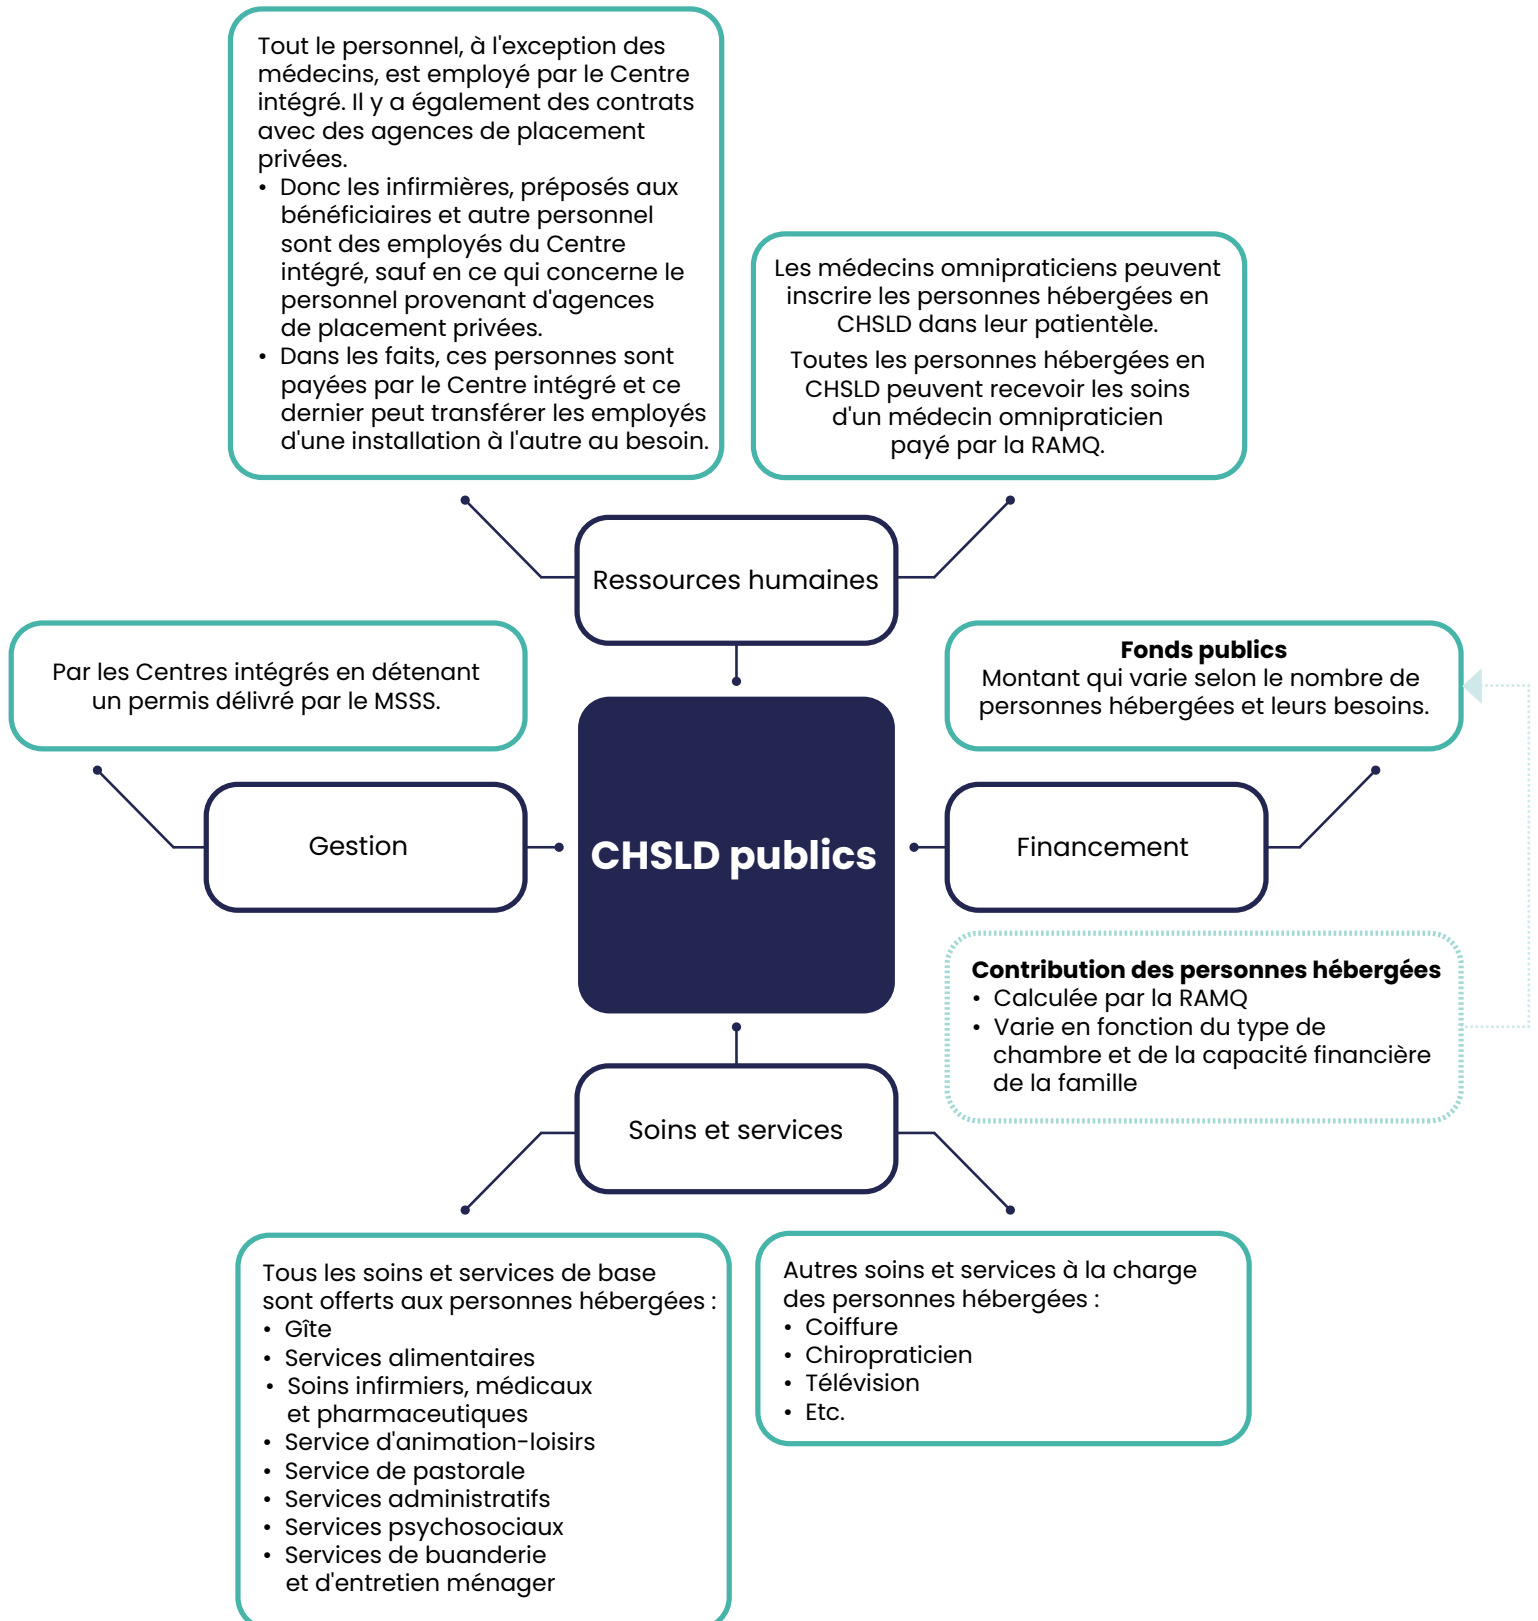 Tout le personnel, à l'exception des
médecins, est employé par le Centre
intégré. Il y a également des contrats
avec des agences de placement
privées.
• Donc les infirmières, préposés aux
bénéficiaires et autre personnel
sont des employés du Centre
intégré, sauf en ce qui concerne le
personnel provenant d'agences
de placement privées.
• Dans les faits, ces personnes sont
payées par le Centre intégré et ce
dernier peut transférer les employés
d'une installation à l'autre au besoin.
Les médecins omnipraticiens peuvent
inscrire les personnes hébergées en
CHSLD dans leur patientèle.
Toutes les personnes hébergées en
CHSLD peuvent recevoir les soins
d'un médecin omnipraticien
payé par la RAMQ.
Ressources humaines
Par les Centres intégrés en détenant
un permis délivré par le MSSS.
Fonds publics
Montant qui varie selon le nombre de
personnes hébergées et leurs besoins.
Gestion
CHSLD publics
Financement
Contribution des personnes hébergées
• Calculée par la RAMQ
• Varie en fonction du type de
chambre et de la capacité financière
de la famille
Soins et services
Tous les soins et services de base
sont offerts aux personnes hébergées :
• Gîte
• Services alimentaires
• Soins infirmiers, médicaux
et pharmaceutiques
• Service d'animation-loisirs
• Service de pastorale
• Services administratifs
• Services psychosociaux
• Services de buanderie
et d'entretien ménager
Autres soins et services à la charge
des personnes hébergées :
• Coiffure
• Chiropraticien
• Télévision
• Etc.